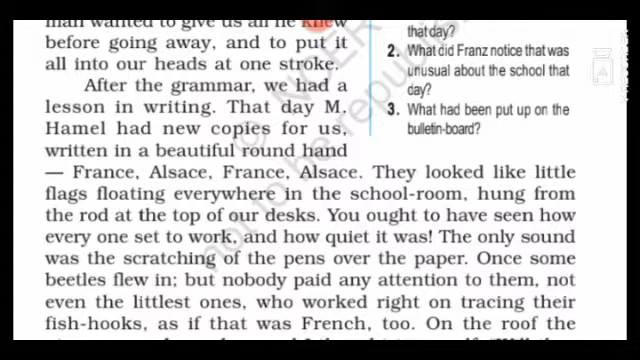 man wanted to give us all he knew
before going away, and to put it
all into our heads at one stroke.
After the grammar, we had a
lesson in writing. That day M.
Hamel had new copies for us,
written in a beautiful round hand
— France, Alsace, France, Alsace. They looked like little
flags floating everywhere in the school-room, hung from
the rod at the top of our desks. You ought to have seen how
every one set to work, and how quiet it was! The only sound
was the scratching of the pens over the paper. Once some
beetles flew in; but nobody paid any attention to them, not
even the littlest ones, who worked right on tracing their
fish-hooks, as if that was French, too. On the roof the
that day?
2. What did Franz notice that was
unusual about the school that
day?
3. What had been put up on the
bulletin-board?
© NCERT
not to be republished